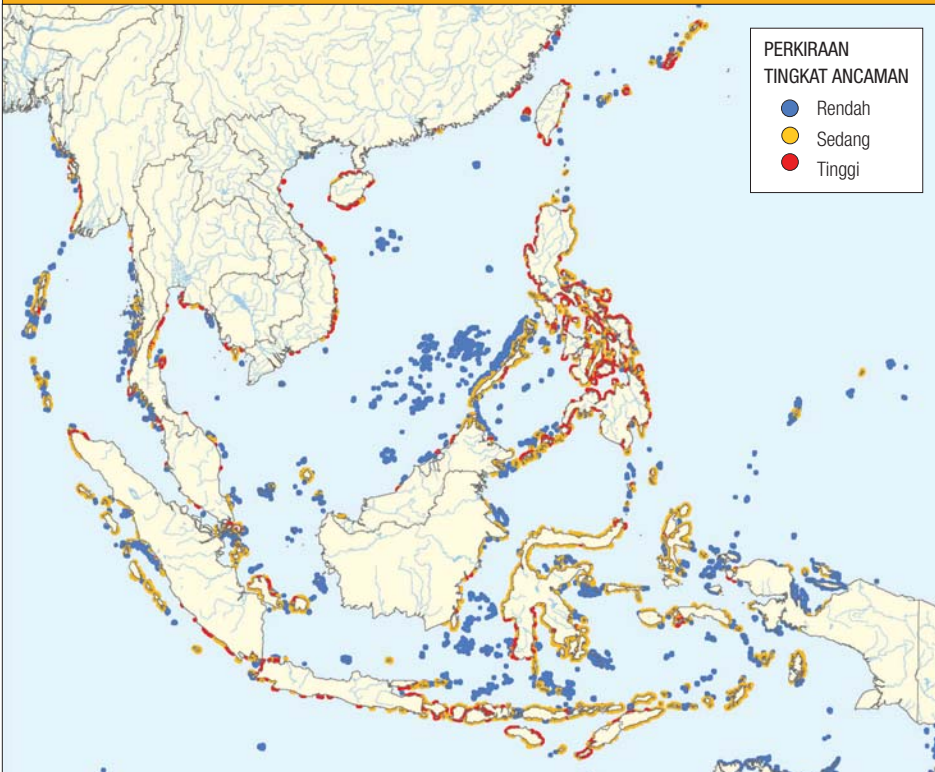 PERKIRAAN
TINGKAT ANCAMAN
Rendah
Sedang
Tinggi